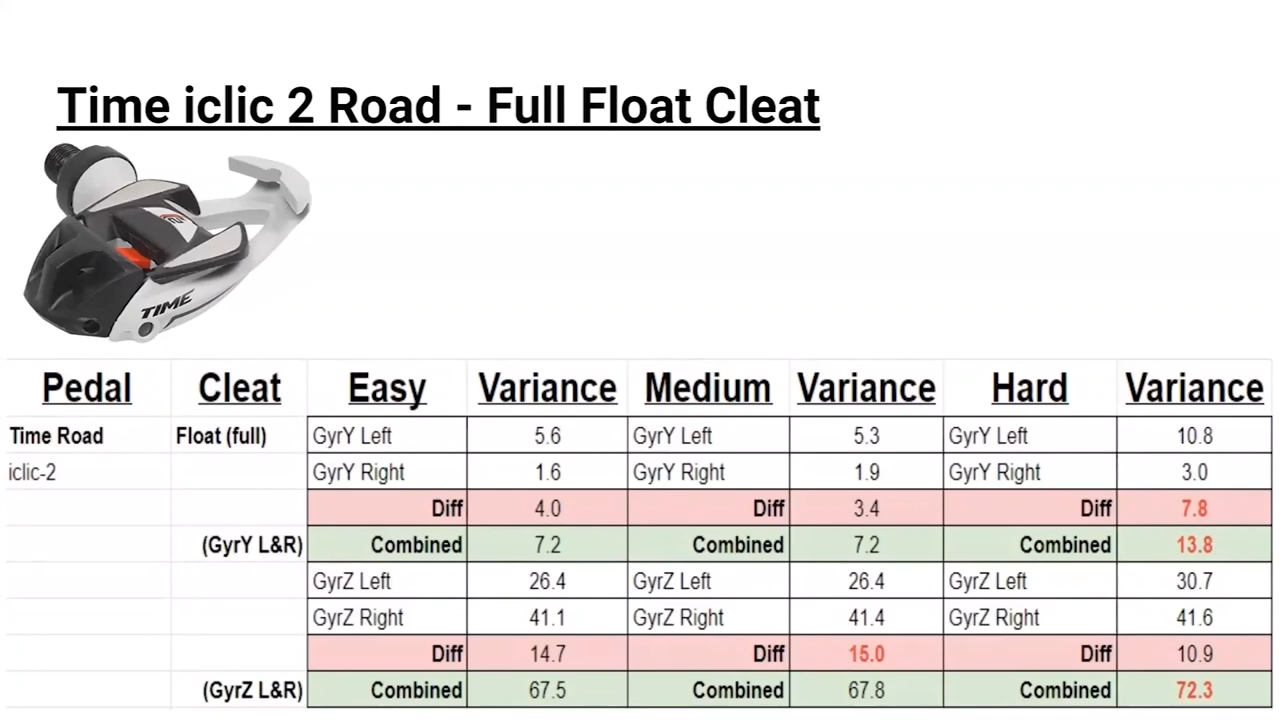 Time iclic 2 Road - Full Float Cleat
TIME
Pedal Cleat Easy Variance Medium Variance Hard Variance
Time Road Float (full) GyrY Left 5.6 GyrY Left 5.3 GyrY Left 10.8
iclic-2 GyrY Right 1.6 GyrY Right 1.9 GyrY Right 3.0
Diff 4.0 Diff 3.4 Diff 7.8
(GyrY L&R) Combined 7.2 Combined 7.2 Combined 13.8
GyrZ Left 26.4 GyrZ Left 26.4 GyrZ Left 30.7
GyrZ Right 41.1 GyrZ Right 41.4 GyrZ Right 41.6
Diff 14.7 Diff 15.0 Diff 10.9
(GyrZ L&R) Combined 67.5 Combined 67.8 Combined 72.3